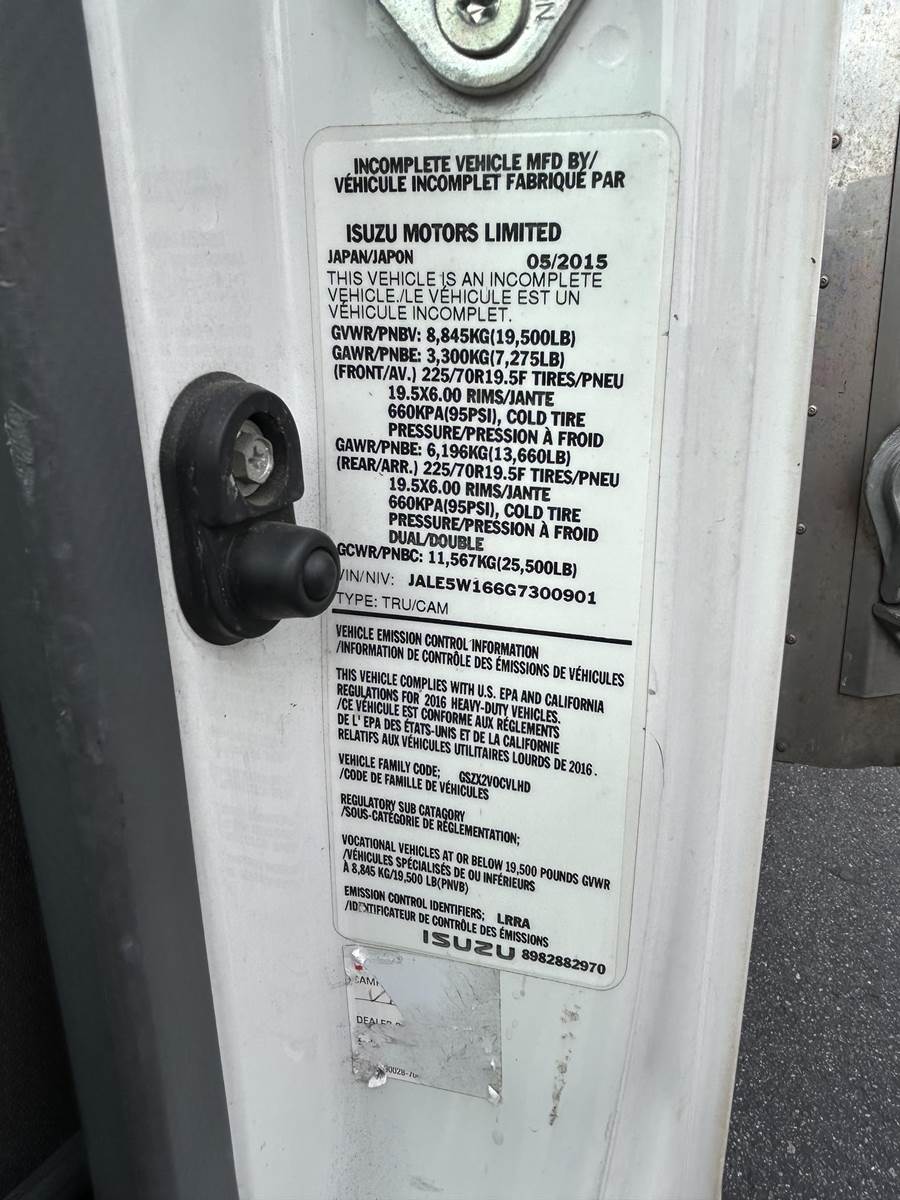 INCOMPLETE VEHICLE MFD BY/
VÉHICULE INCOMPLET FABRIQUÉ PAR
ISUZU MOTORS LIMITED
JAPAN/JAPON 05/2015
THIS VEHICLE IS AN INCOMPLETE
VEHICLE./LE VÉHICULE EST UN
VÉHICULE INCOMPLET.
GVWR/PNBV: 8,845KG(19,500LB)
GAWR/PNBE: 3,300KG(7,275LB)
(FRONT/AV.) 225/70R19.5F TIRES/PNEU
19.5X6.00 RIMS/JANTE
660KPA(95PSI), COLD TIRE
PRESSURE/PRESSION À FROID
GAWR/PNBE: 6,196KG(13,660LB)
(REAR/ARR.) 225/70R19.5F TIRES/PNEU
19.5X6.00 RIMS/JANTE
660KPA(95PSI), COLD TIRE
PRESSURE/PRESSION À FROID
DUAL/DOUBLE
GCWR/PNBC: 11,567KG(25,500LB)
VIN/NIV: JALE5W166G7300901
TYPE: TRU/CAM
VEHICLE EMISSION CONTROL INFORMATION
/INFORMATION DE CONTRÔLE DES ÉMISSIONS DE VÉHICULES
THIS VEHICLE COMPLIES WITH U.S. EPA AND CALIFORNIA
REGULATIONS FOR 2016 HEAVY-DUTY VEHICLES.
/CE VÉHICULE EST CONFORME AUX RÉGLEMENTS
DE L' EPA DES ÉTATS-UNIS ET DE LA CALIFORNIE
RELATIFS AUX VÉHICULES UTILITAIRES LOURDS DE 2016.
VEHICLE FAMILY CODE; GSZX2VOCVLHD
/CODE DE FAMILLE DE VÉHICULES
REGULATORY SUB CATAGORY
/SOUS-CATÉGORIE DE RÉGLEMENTATION;
VOCATIONAL VEHICLES AT OR BELOW 19,500 POUNDS GVWR
/VÉHICULES SPÉCIALISÉS DE OU INFÉRIEURS
À 8,845 KG/19,500 LB(PNVB)
EMISSION CONTROL IDENTIFIERS; LRRA
/IDENTIFICATEUR DE CONTRÔLE DES ÉMISSIONS
ISUZU 8982882970
DEALER